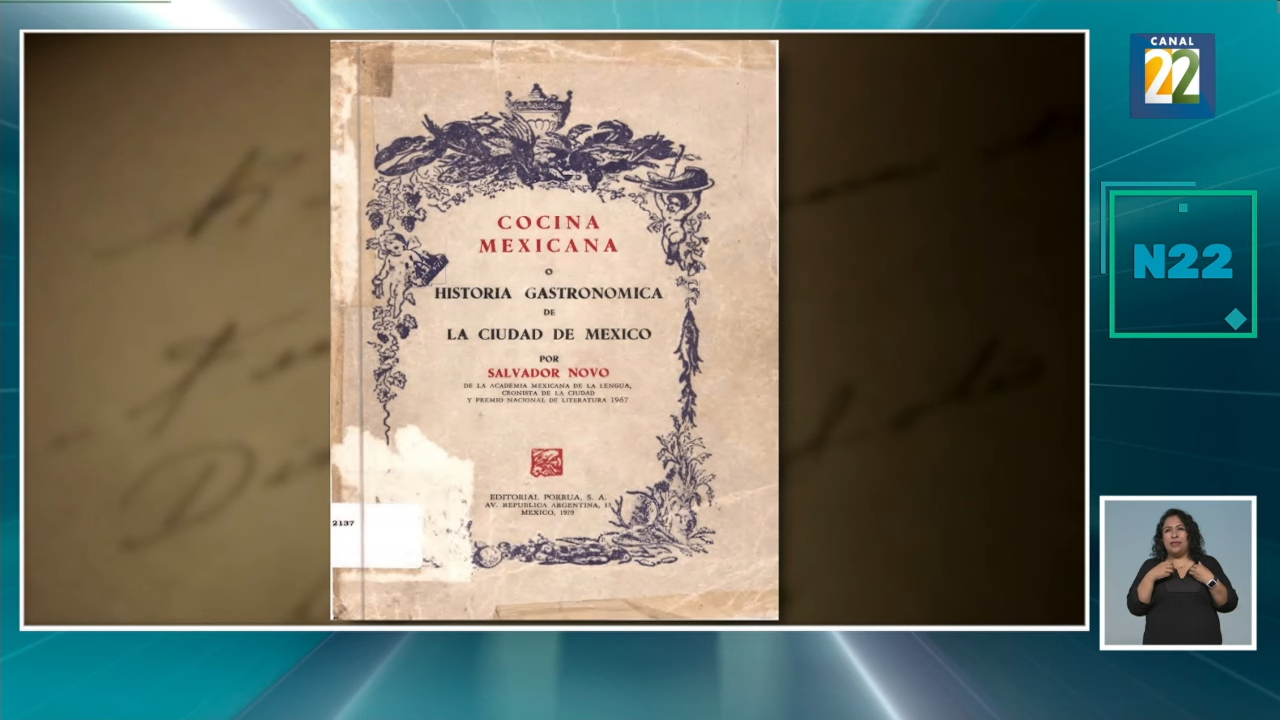 COCINA
MEXICANA
O
HISTORIA GASTRONOMICA
DE
LA CIUDAD DE MEXICO
POR
SALVADOR NOVO
DE LA ACADEMIA MEXICANA DE LA LENGUA,
CRONISTA DE LA CIUDAD
Y PREMIO NACIONAL DE LITERATURA 1967
EDITORIAL PORRUA, S. A.
AV. REPUBLICA ARGENTINA, 15
MEXICO, 1979
2137
CANAL
22
N22